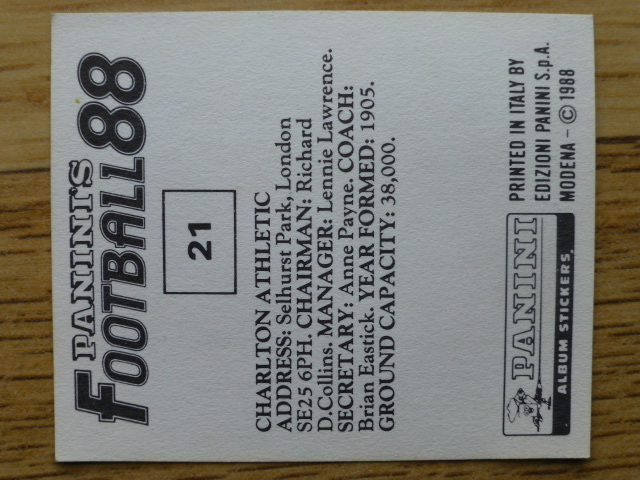 PANINI'S
FOOTBALL 88
21
CHARLTON ATHLETIC
ADDRESS: Selhurst Park, London
SE25 6PH. CHAIRMAN: Richard
D.Collins. MANAGER: Lennie Lawrence.
SECRETARY: Anne Payne. COACH:
Brian Eastick. YEAR FORMED: 1905.
GROUND CAPACITY: 38,000.
PANINI
ALBUM STICKERS
PRINTED IN ITALY BY
EDIZIONI PANINI S.p.A.
MODENA - © 1988